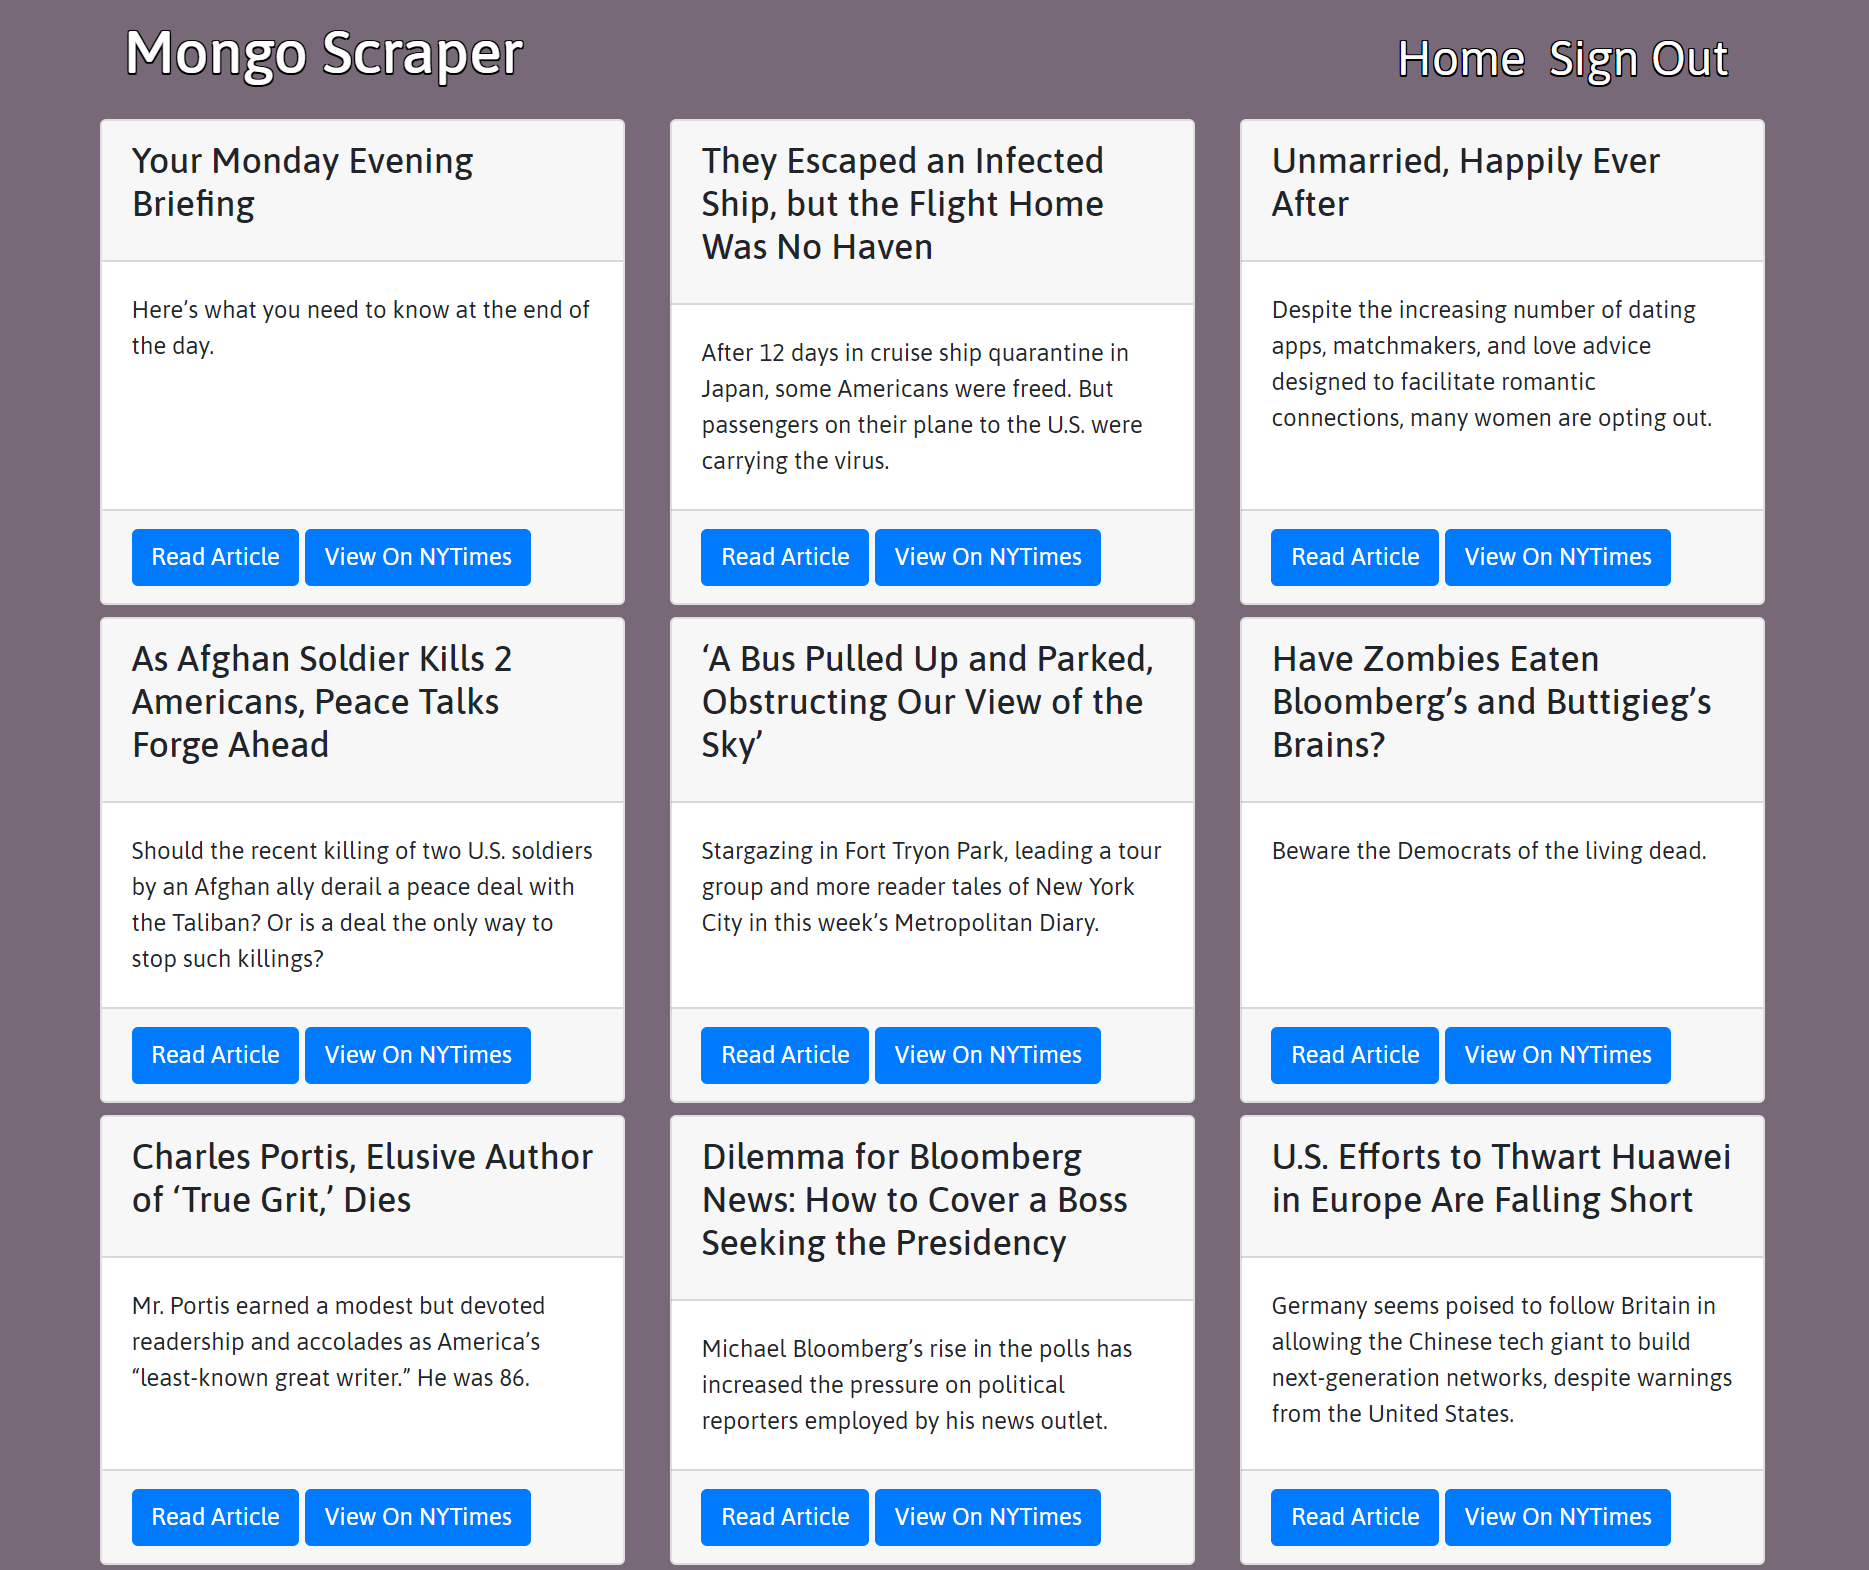 Mongo Scraper
Home Sign Out
Your Monday Evening
Briefing
Here’s what you need to know at the end of
the day.
Read Article View On NYTimes
They Escaped an Infected
Ship, but the Flight Home
Was No Haven
After 12 days in cruise ship quarantine in
Japan, some Americans were freed. But
passengers on their plane to the U.S. were
carrying the virus.
Read Article View On NYTimes
Unmarried, Happily Ever
After
Despite the increasing number of dating
apps, matchmakers, and love advice
designed to facilitate romantic
connections, many women are opting out.
Read Article View On NYTimes
As Afghan Soldier Kills 2
Americans, Peace Talks
Forge Ahead
Should the recent killing of two U.S. soldiers
by an Afghan ally derail a peace deal with
the Taliban? Or is a deal the only way to
stop such killings?
Read Article View On NYTimes
‘A Bus Pulled Up and Parked,
Obstructing Our View of the
Sky’
Stargazing in Fort Tryon Park, leading a tour
group and more reader tales of New York
City in this week’s Metropolitan Diary.
Read Article View On NYTimes
Have Zombies Eaten
Bloomberg’s and Buttigieg’s
Brains?
Beware the Democrats of the living dead.
Read Article View On NYTimes
Charles Portis, Elusive Author
of ‘True Grit,’ Dies
Mr. Portis earned a modest but devoted
readership and accolades as America’s
“least-known great writer.” He was 86.
Read Article View On NYTimes
Dilemma for Bloomberg
News: How to Cover a Boss
Seeking the Presidency
Michael Bloomberg’s rise in the polls has
increased the pressure on political
reporters employed by his news outlet.
Read Article View On NYTimes
U.S. Efforts to Thwart Huawei
in Europe Are Falling Short
Germany seems poised to follow Britain in
allowing the Chinese tech giant to build
next-generation networks, despite warnings
from the United States.
Read Article View On NYTimes